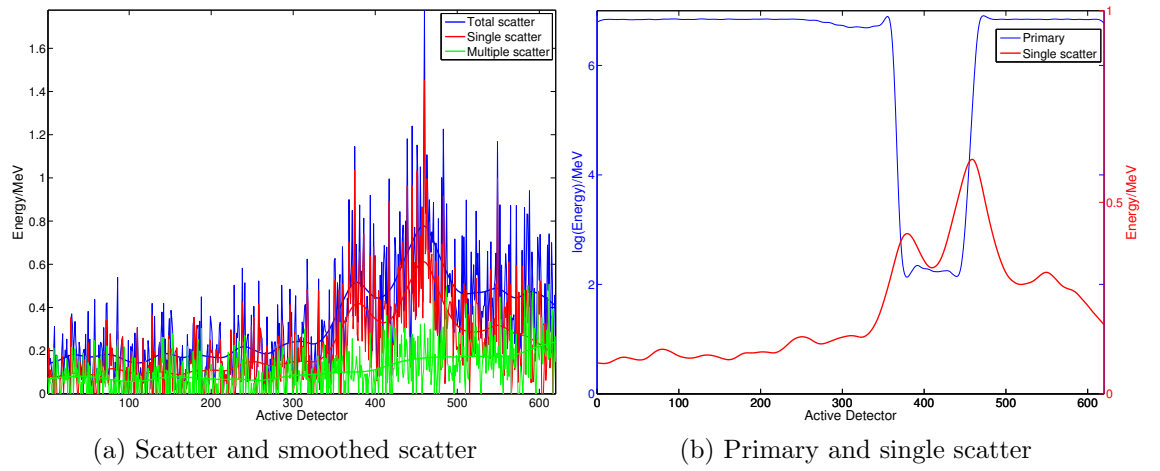 Total scatter
Single scatter
Multiple scatter
Energy/MeV
1.6
1.4
1.2
1
0.8
0.6
0.4
0.2
0
100
200
300
400
500
600
Active Detector
(a) Scatter and smoothed scatter
Primary
Single scatter
log(Energy)/MeV
6
4
2
0
1
0.5
0
Energy/MeV
0
100
200
300
400
500
600
Active Detector
(b) Primary and single scatter